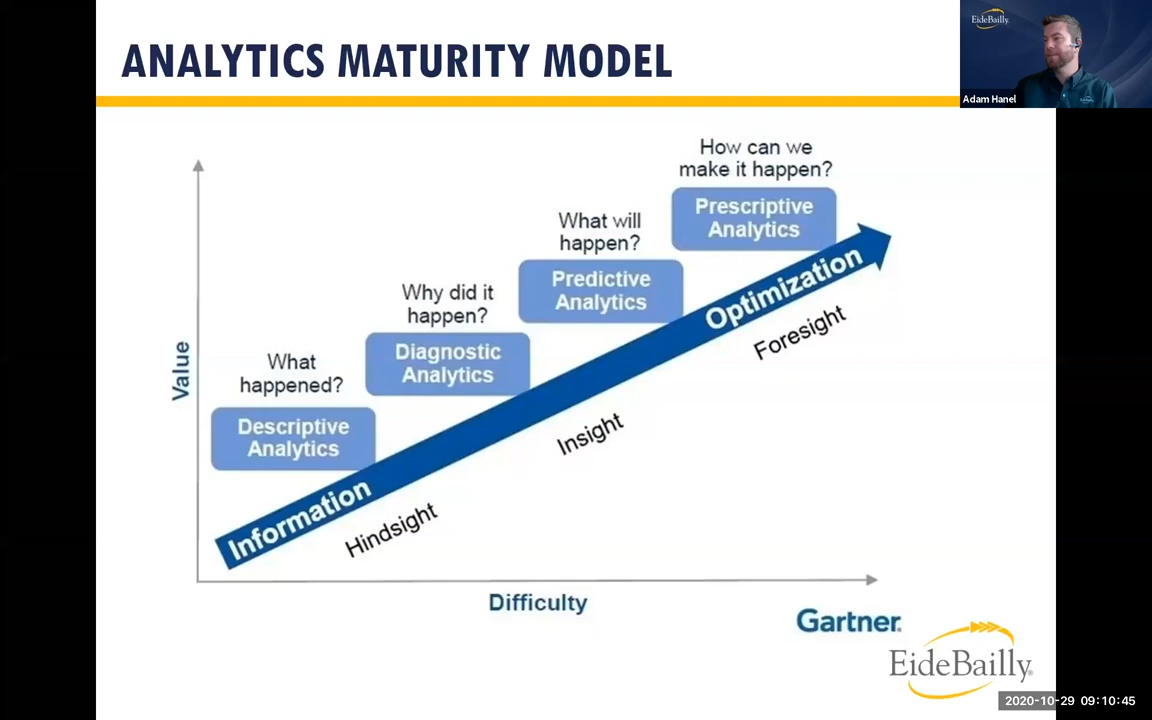 ANALYTICS MATURITY MODEL
EideBailly
Adam Hanel
How can we
make it happen?
Prescriptive
Analytics
What will
happen?
Predictive
Analytics
Why did it
happen?
Diagnostic
Analytics
What
happened?
Descriptive
Analytics
Value
Information
Optimization
Hindsight
Insight
Foresight
Difficulty
Gartner®
EideBailly®
2020-10-29 09:10:45